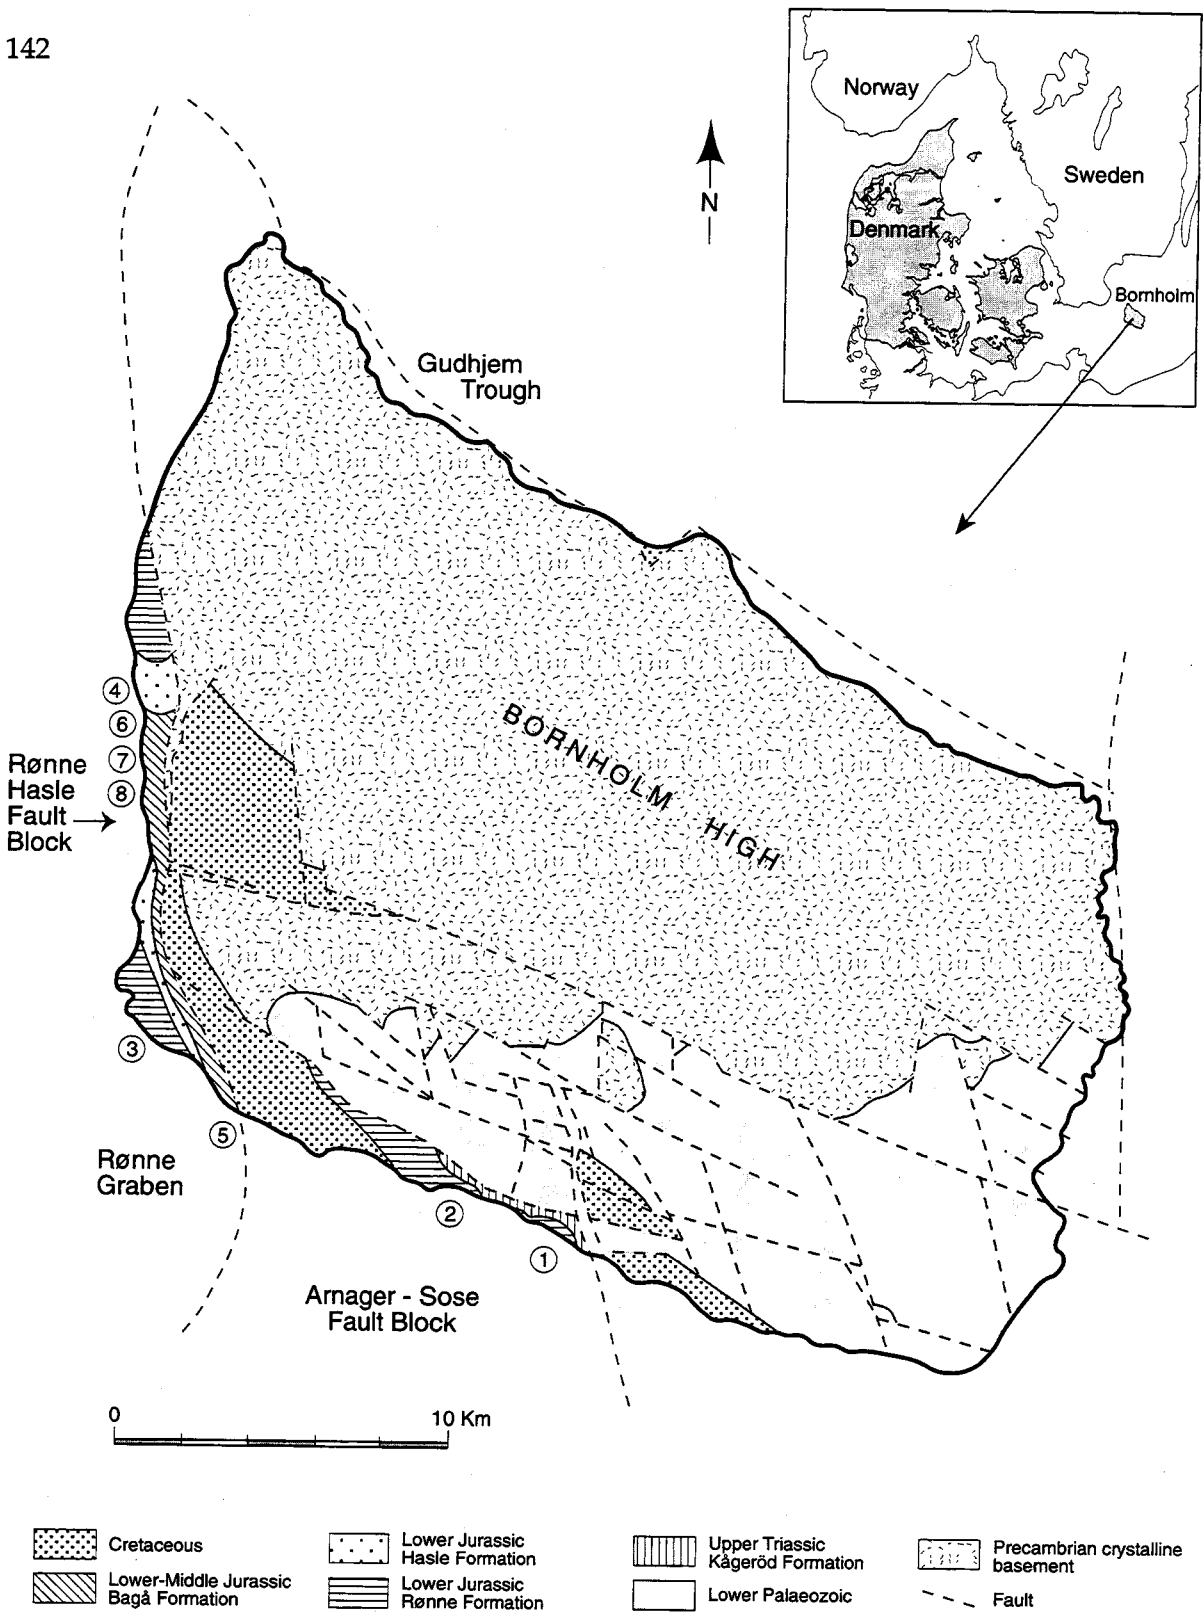 142
Norway
Sweden
Denmark
Bornholm
N
Gudhjem
Trough
BORNHOLM HIGH
4
6
7
8
Rønne
Hasle
Fault
Block
3
5
Rønne
Graben
2
1
Arnager - Sose
Fault Block
0 10 Km
Cretaceous
Lower-Middle Jurassic
Bagå Formation
Lower Jurassic
Hasle Formation
Lower Jurassic
Rønne Formation
Upper Triassic
Kågeröd Formation
Lower Palaeozoic
Precambrian crystalline
basement
Fault